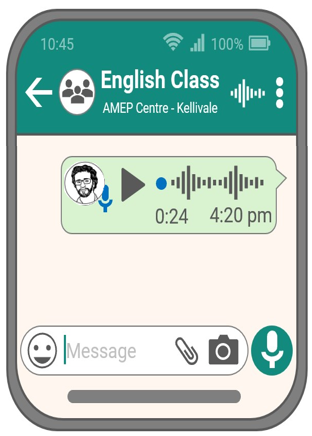 10:45 100%
English Class
AMEP Centre - Kellivale
0:24 4:20 pm
Message